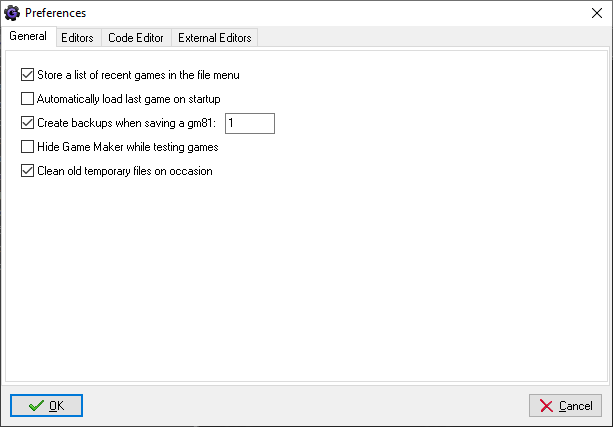 Preferences
General Editors Code Editor External Editors
Store a list of recent games in the file menu
Automatically load last game on startup
Create backups when saving a gm81: 1
Hide Game Maker while testing games
Clean old temporary files on occasion
OK Cancel